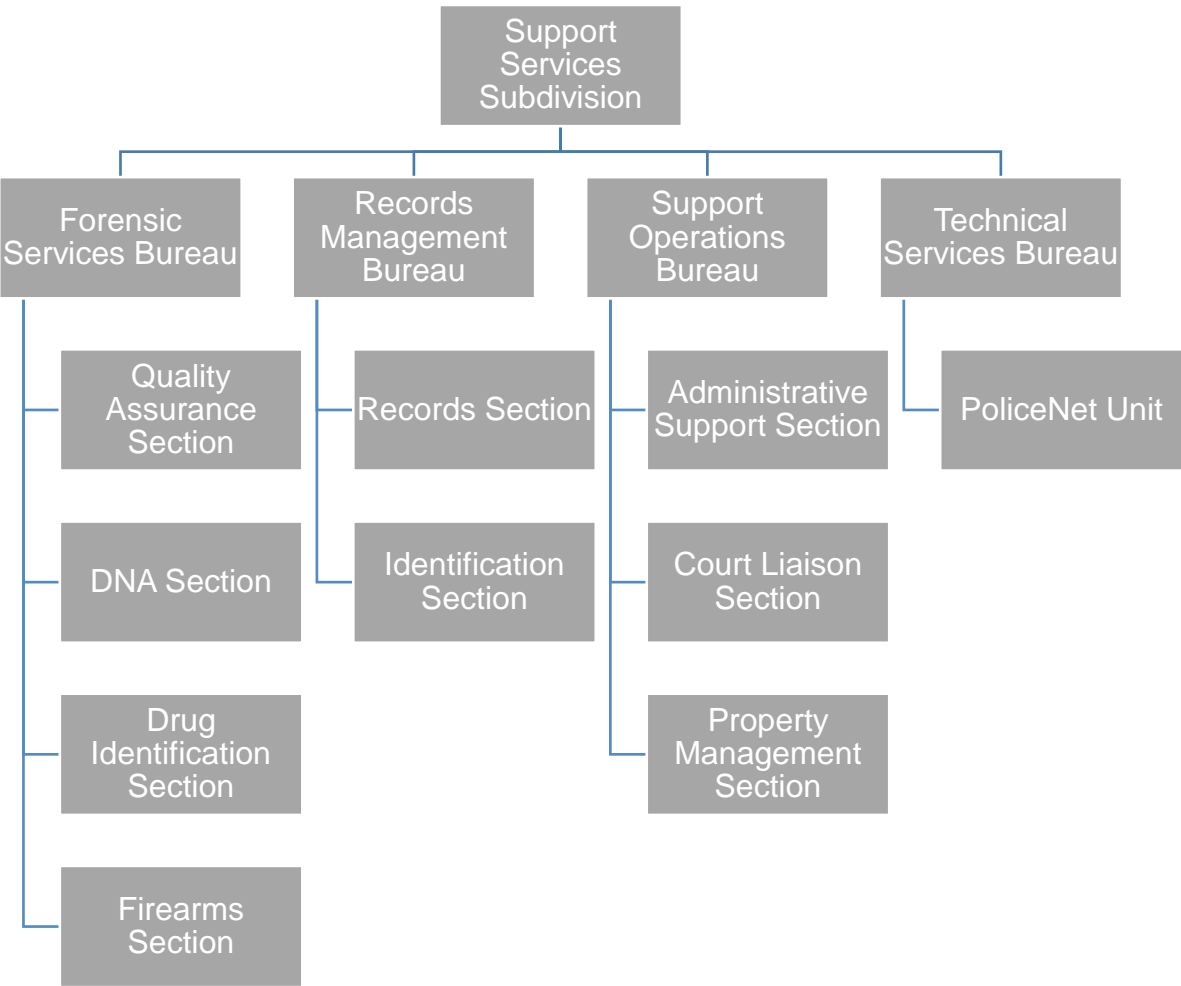 Support
Services
Subdivision
Forensic
Services Bureau
Records
Management
Bureau
Support
Operations
Bureau
Technical
Services Bureau
Quality
Assurance
Section
DNA Section
Drug
Identification
Section
Firearms
Section
Records Section
Identification
Section
Administrative
Support Section
Court Liaison
Section
Property
Management
Section
PoliceNet Unit